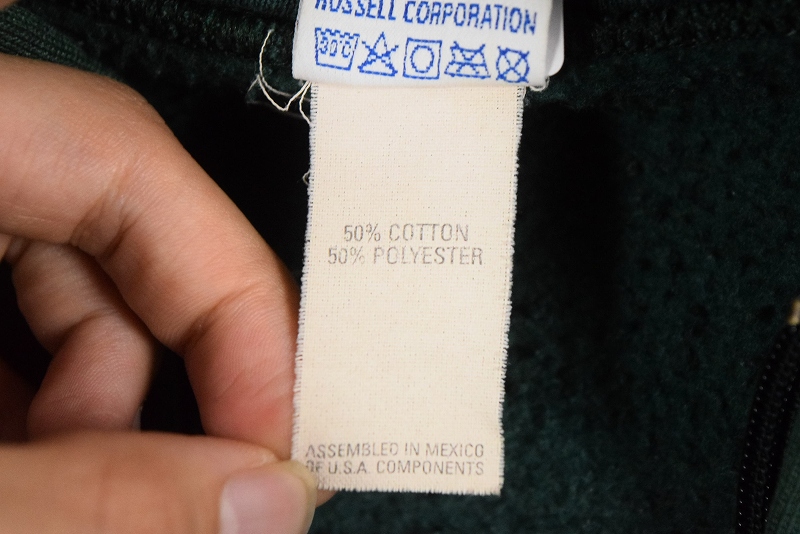 RUSSELL CORPORATION
30°C
50% COTTON
50% POLYESTER
ASSEMBLED IN MEXICO
OF U.S.A. COMPONENTS